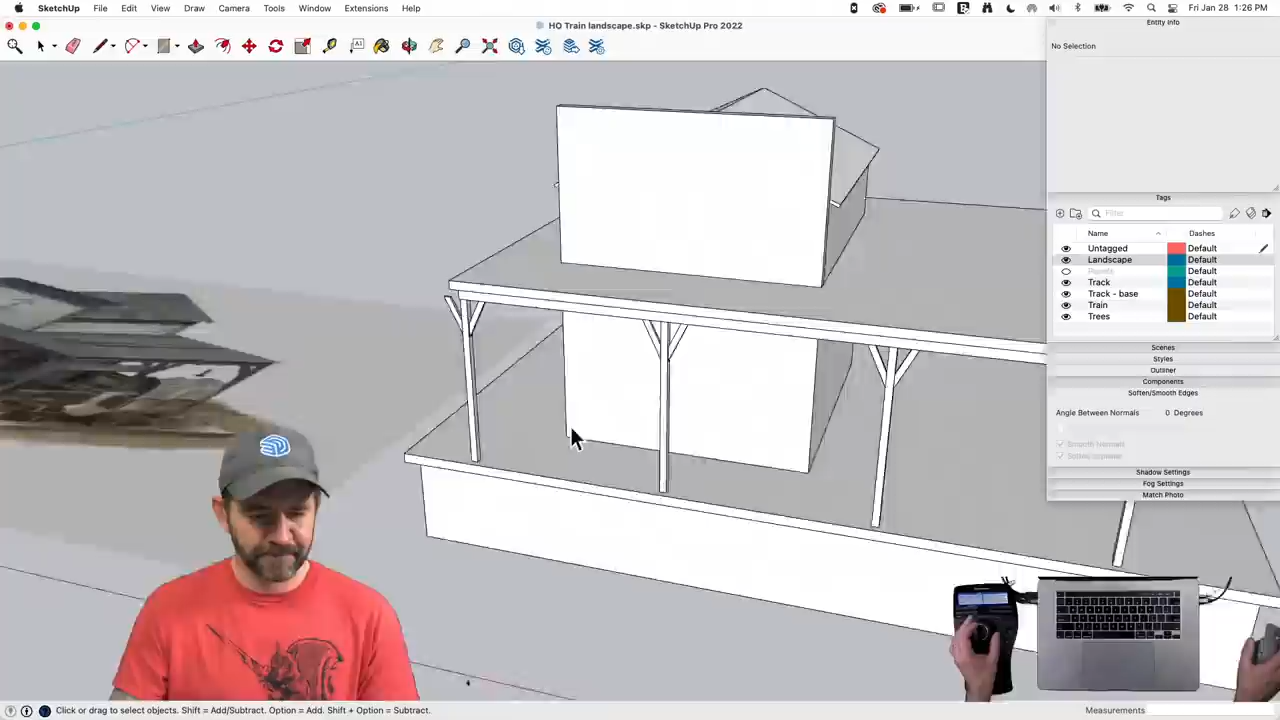 SketchUp File Edit View Draw Camera Tools Window Extensions Help
Fri Jan 28 1:26 PM
HO Train landscape.skp - SketchUp Pro 2022
Entity Info
No Selection
Tags
Filter
Name Dashes
Untagged Default
Landscape Default
Default
Track Default
Track - base Default
Train Default
Trees Default
Scenes
Styles
Outliner
Components
Soften/Smooth Edges
Angle Between Normals 0 Degrees
Smooth Normals
Soften coplanar
Shadow Settings
Fog Settings
Match Photo
Click or drag to select objects. Shift = Add/Subtract. Option = Add. Shift + Option = Subtract.
Measurements